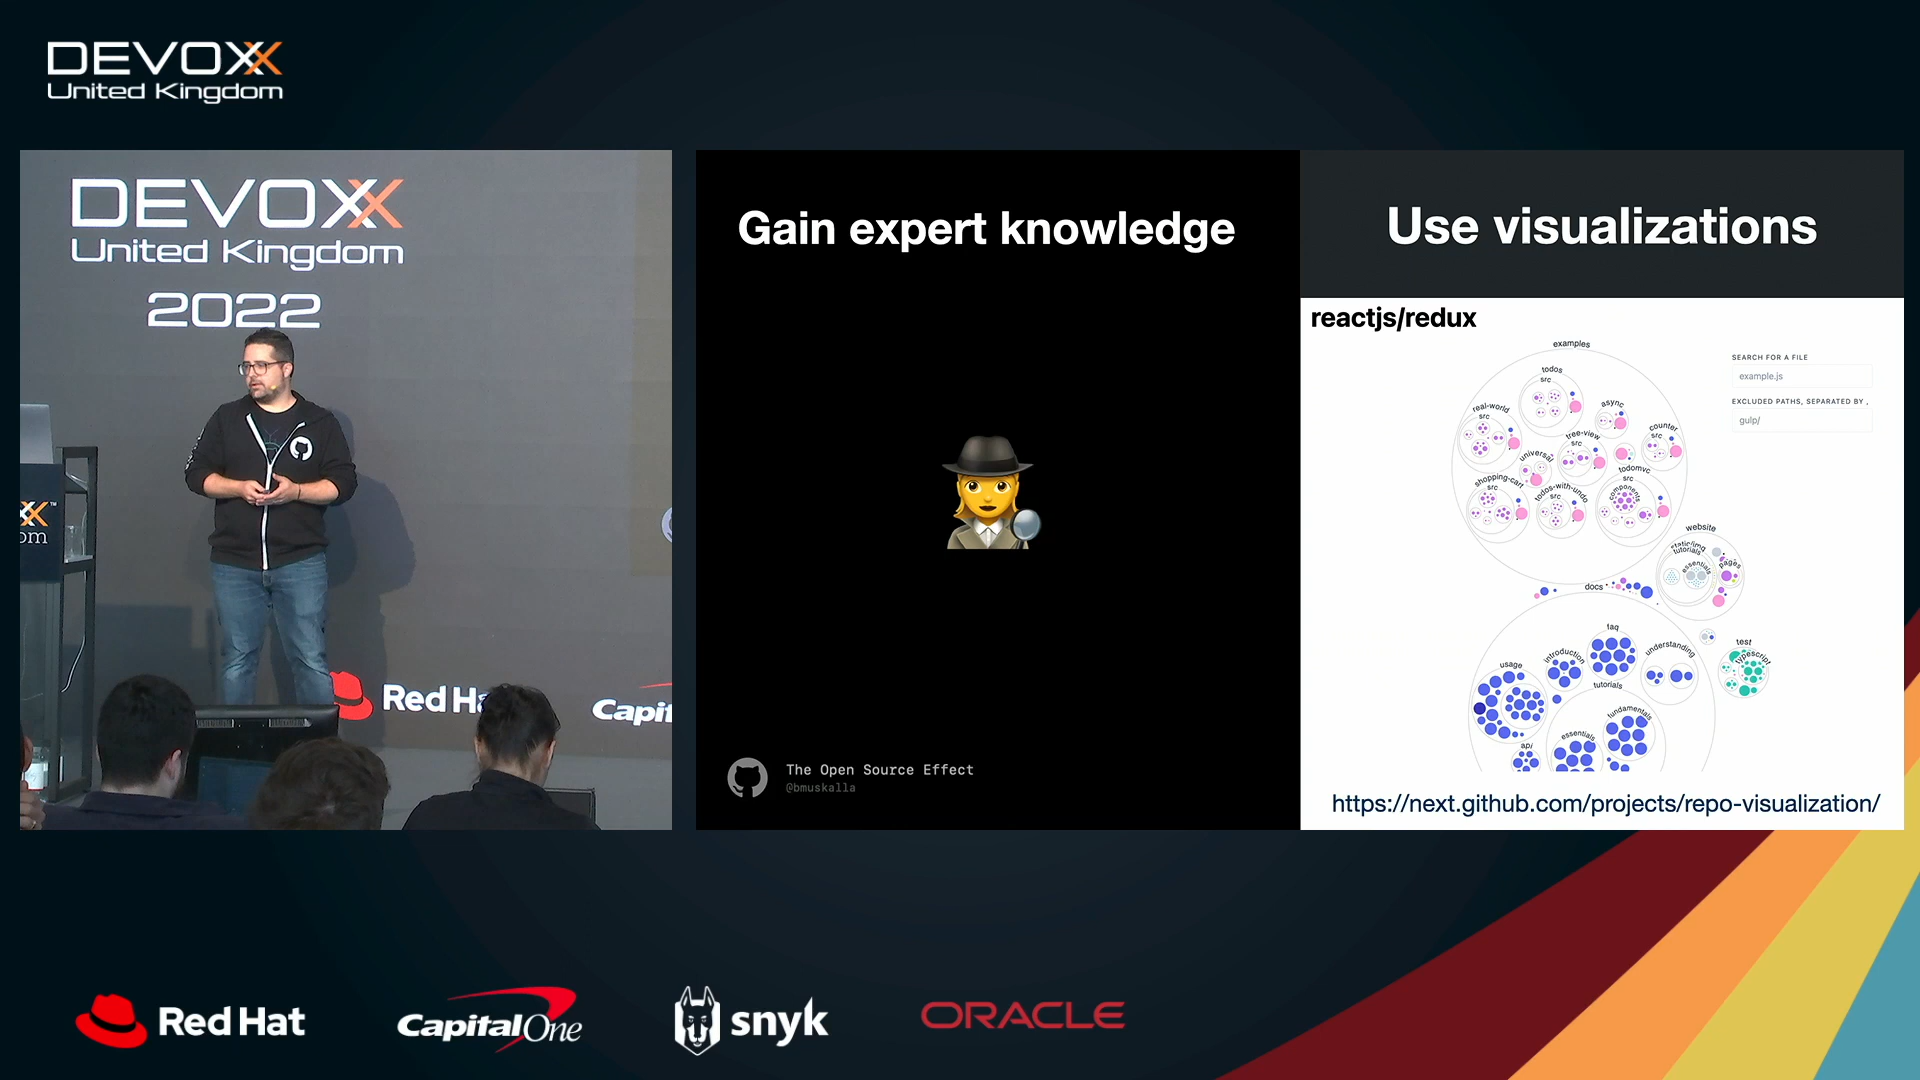 DEVOXX
United Kingdom
DEVOXX
United Kingdom
2022
Red H
Capit
om
Gain expert knowledge
The Open Source Effect
@bmuskalla
Use visualizations
reactjs/redux
examples
todos
src
real-world
src
async
counter
src
tree-view
src
universal
todomvc
src
components
shopping-cart
src
todos-with-undo
src
SEARCH FOR A FILE
example.js
EXCLUDED PATHS, SEPARATED BY ,
gulp/
website
static/img
tutorials
essentials
pages
docs
faq
introduction
understanding
usage
tutorials
fundamentals
essentials
api
test
typescript
https://next.github.com/projects/repo-visualization/
Red Hat
Capital One
snyk
ORACLE